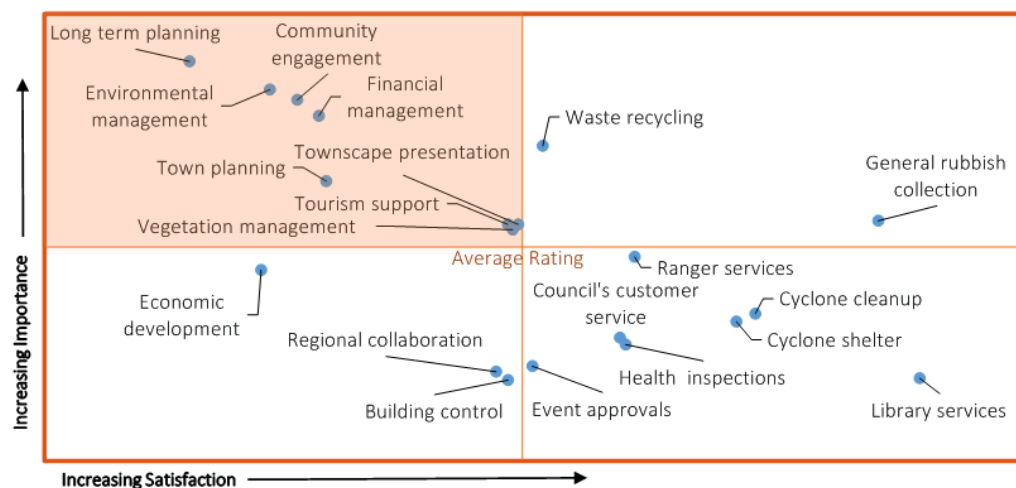 Long term planning
Community
engagement
Environmental
management
Financial
management
Waste recycling
Townscape presentation
Town planning
General rubbish
collection
Tourism support
Vegetation management
Average Rating
Ranger services
Council's customer
service
Economic
development
Cyclone cleanup
Cyclone shelter
Regional collaboration
Health inspections
Building control
Event approvals
Library services
Increasing Importance
Increasing Satisfaction